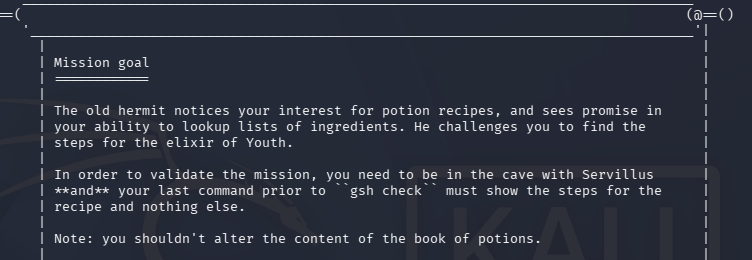 Mission goal
============
The old hermit notices your interest for potion recipes, and sees promise in
your ability to lookup lists of ingredients. He challenges you to find the
steps for the elixir of Youth.
In order to validate the mission, you need to be in the cave with Servillus
**and** your last command prior to ``gsh check`` must show the steps for the
recipe and nothing else.
Note: you shouldn't alter the content of the book of potions.
KALI